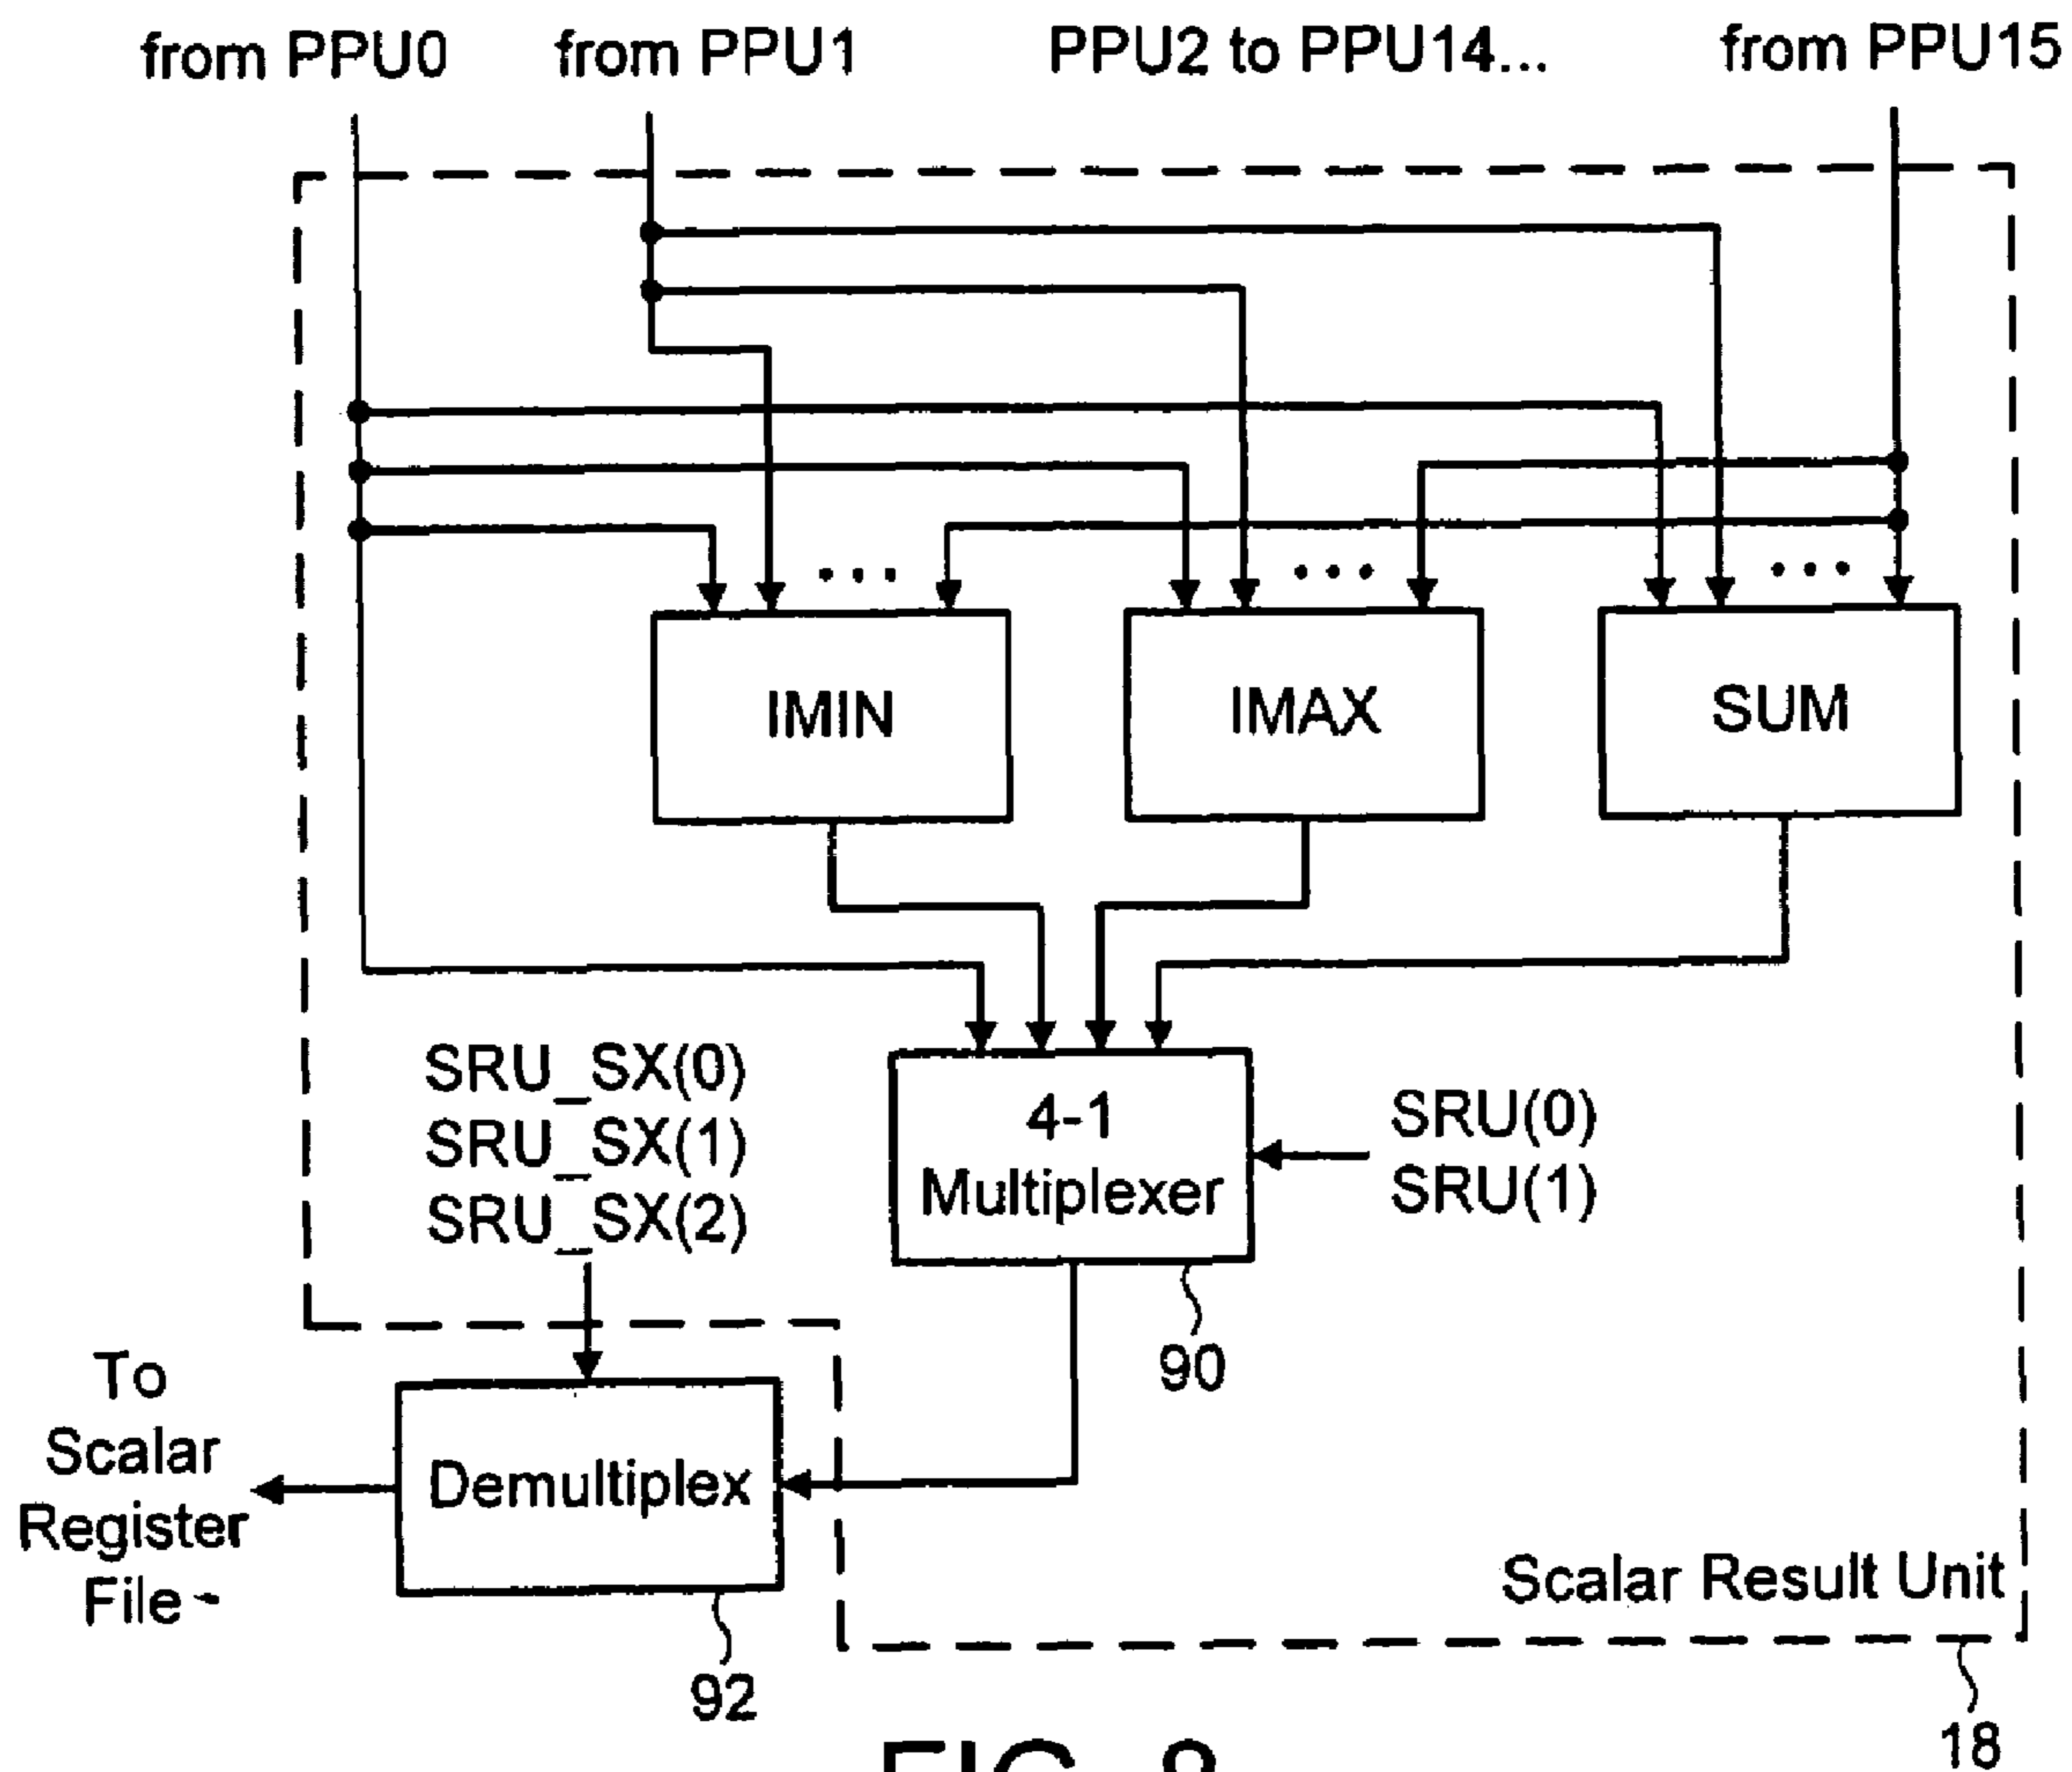 from PPU0
from PPU1
PPU2 to PPU14...
from PPU15
...
...
...
IMIN
IMAX
SUM
SRU_SX(0)
SRU_SX(1)
SRU_SX(2)
4-1
Multiplexer
SRU(0)
SRU(1)
90
To
Scalar
Register
File
Demultiplex
92
Scalar Result Unit
18